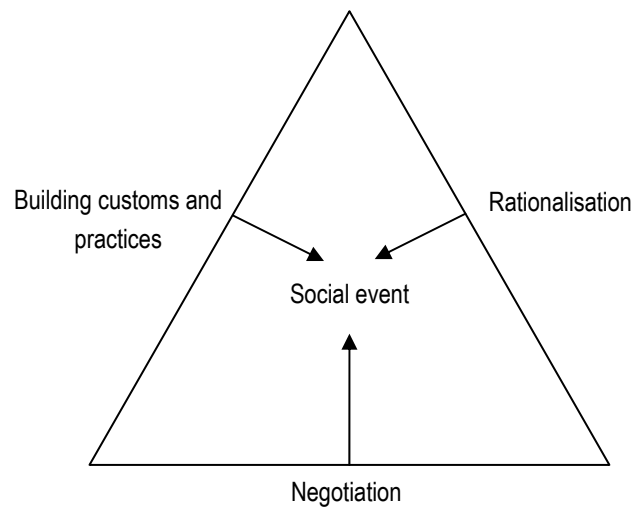 Building customs and
practices
Rationalisation
Social event
Negotiation